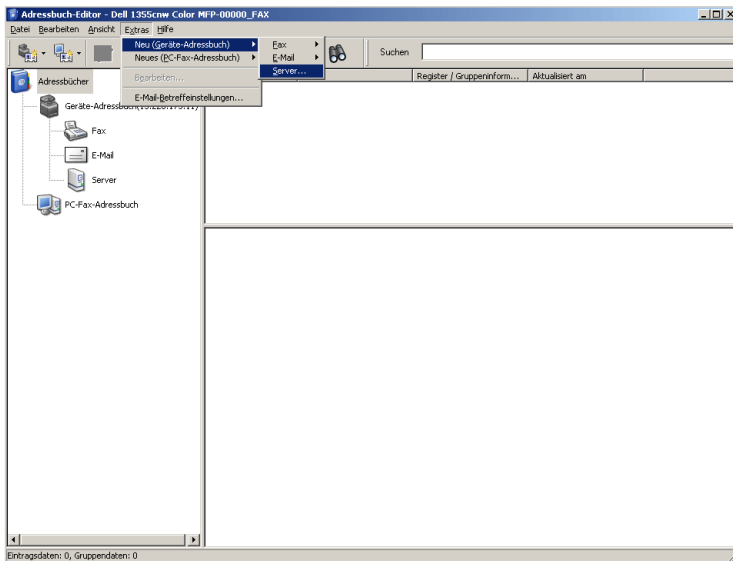 Adressbuch-Editor - Dell 1355cnw Color MFP-00000_FAX
Datei Bearbeiten Ansicht Extras Hilfe
Neu (Geräte-Adressbuch)
Neues (PC-Fax-Adressbuch)
Bearbeiten...
E-Mail-Betreffeinstellungen...
Fax
E-Mail
Server...
Suchen
Register / Gruppeninform... Aktualisiert am
Adressbücher
Geräte-Adressbuch
Fax
E-Mail
Server
PC-Fax-Adressbuch
Eintragsdaten: 0, Gruppendaten: 0